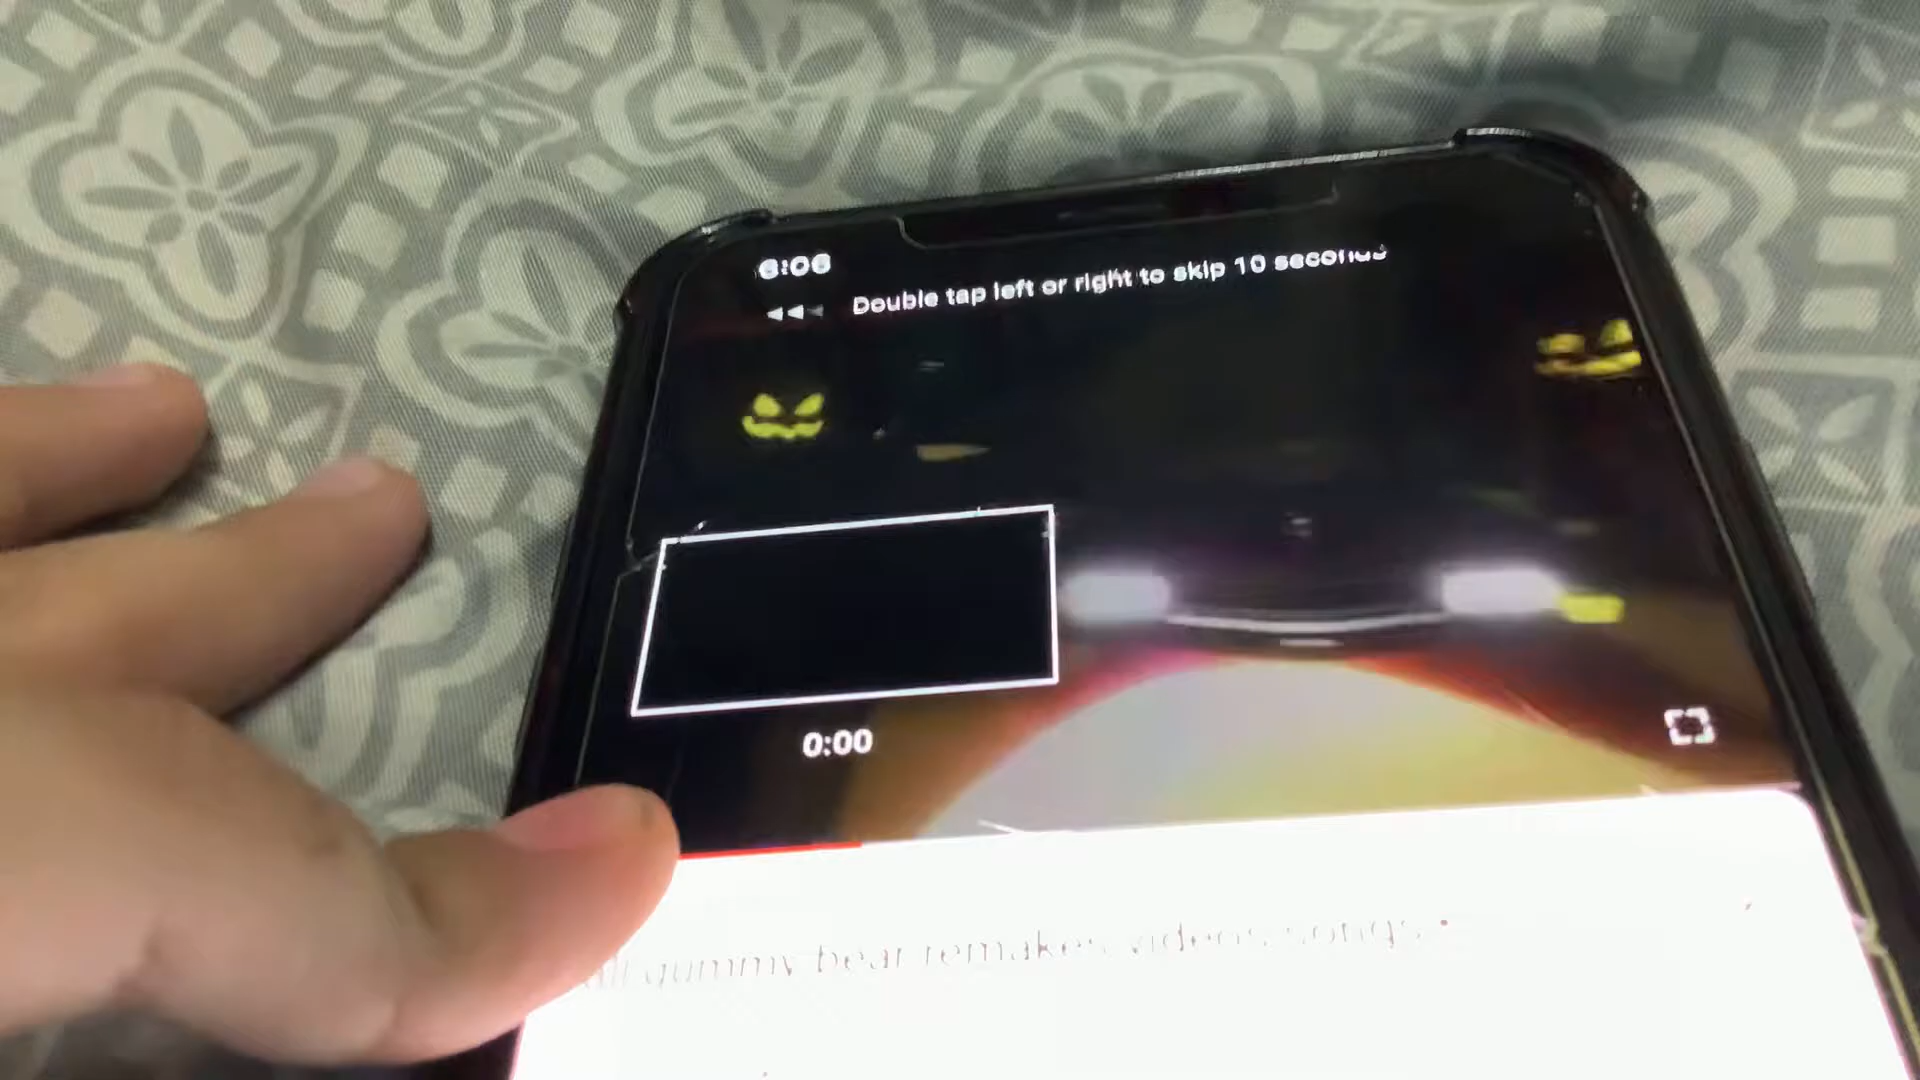 6:06
Double tap left or right to skip 10 seconds
0:00
gummy bear remakes videos songs